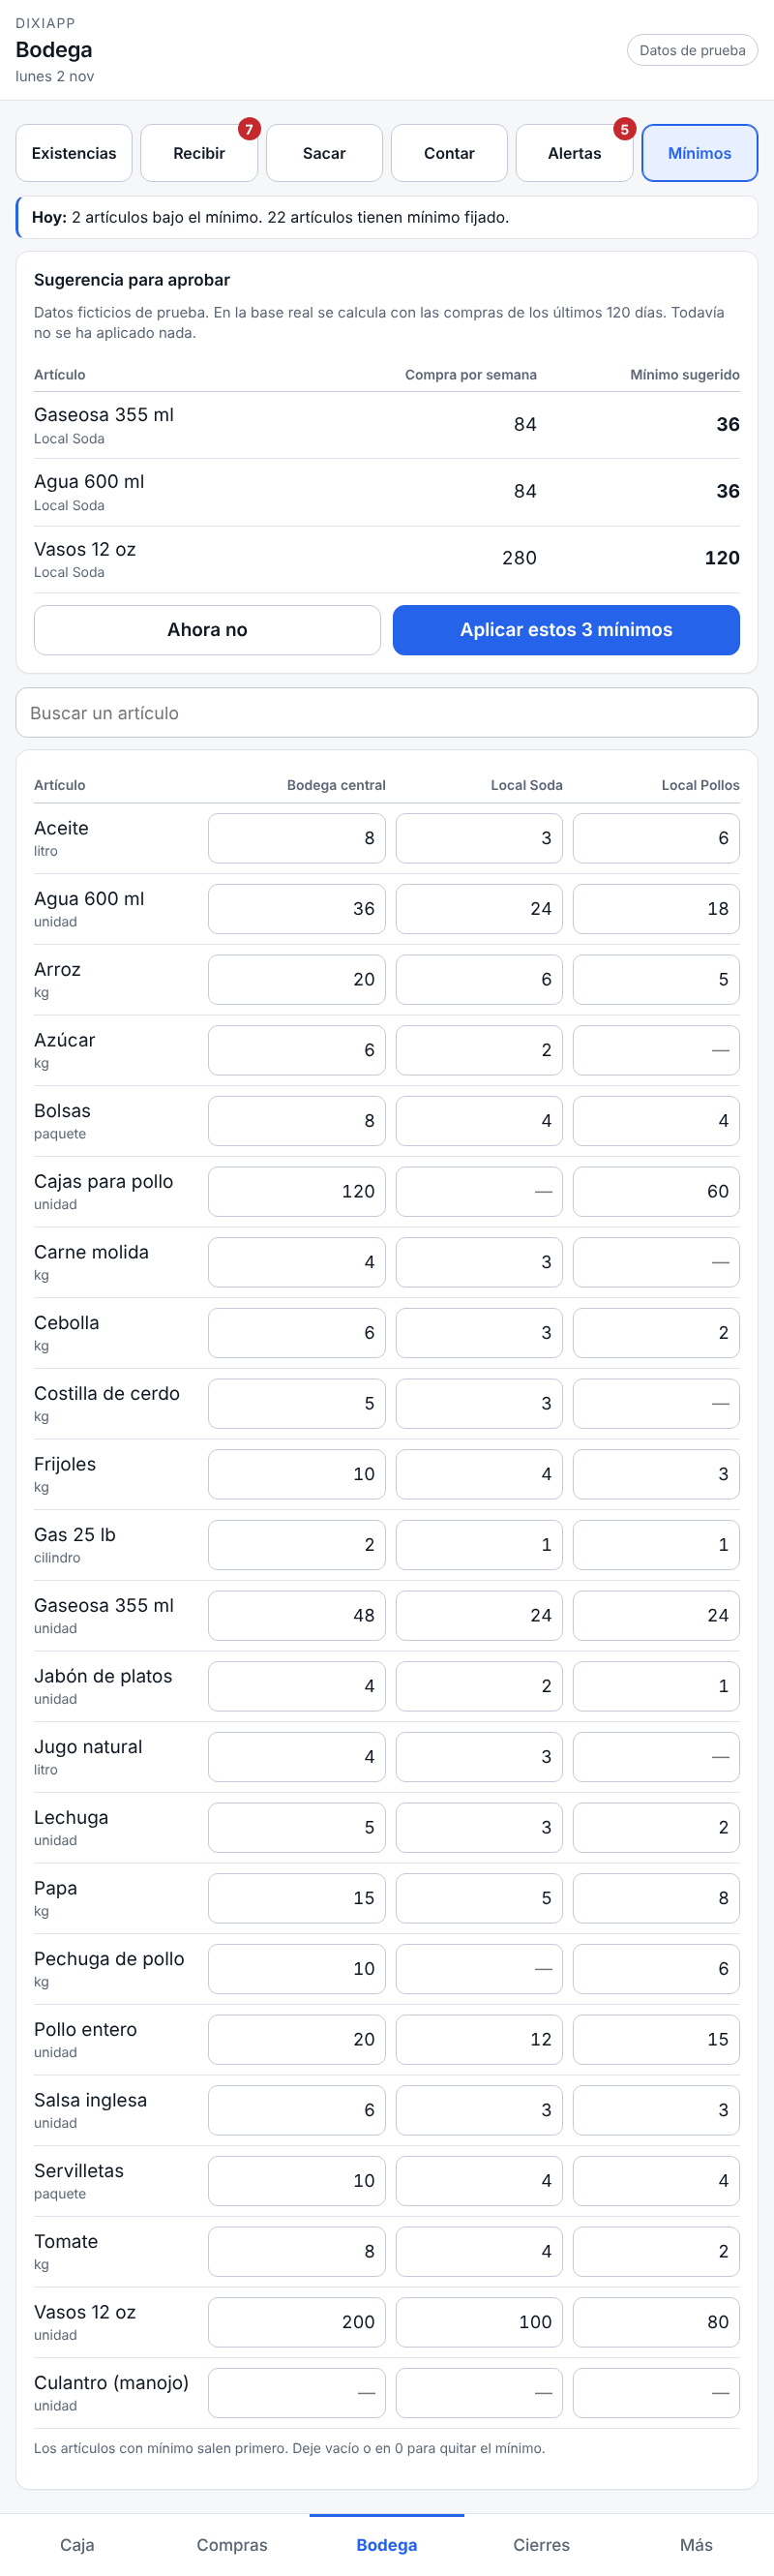 DIXIAPP
Bodega
lunes 2 nov
Datos de prueba
Existencias
Recibir
7
Sacar
Contar
Alertas
5
Mínimos
Hoy: 2 artículos bajo el mínimo. 22 artículos tienen mínimo fijado.
Sugerencia para aprobar
Datos ficticios de prueba. En la base real se calcula con las compras de los últimos 120 días. Todavía
no se ha aplicado nada.
Artículo Compra por semana Mínimo sugerido
Gaseosa 355 ml 84 36
Local Soda
Agua 600 ml 84 36
Local Soda
Vasos 12 oz 280 120
Local Soda
Ahora no
Aplicar estos 3 mínimos
Buscar un artículo
Artículo Bodega central Local Soda Local Pollos
Aceite 8 3 6
litro
Agua 600 ml 36 24 18
unidad
Arroz 20 6 5
kg
Azúcar 6 2 —
kg
Bolsas 8 4 4
paquete
Cajas para pollo 120 — 60
unidad
Carne molida 4 3 —
kg
Cebolla 6 3 2
kg
Costilla de cerdo 5 3 —
kg
Frijoles 10 4 3
kg
Gas 25 lb 2 1 1
cilindro
Gaseosa 355 ml 48 24 24
unidad
Jabón de platos 4 2 1
unidad
Jugo natural 4 3 —
litro
Lechuga 5 3 2
unidad
Papa 15 5 8
kg
Pechuga de pollo 10 — 6
kg
Pollo entero 20 12 15
unidad
Salsa inglesa 6 3 3
unidad
Servilletas 10 4 4
paquete
Tomate 8 4 2
kg
Vasos 12 oz 200 100 80
unidad
Culantro (manojo) — — —
unidad
Los artículos con mínimo salen primero. Deje vacío o en 0 para quitar el mínimo.
Caja
Compras
Bodega
Cierres
Más